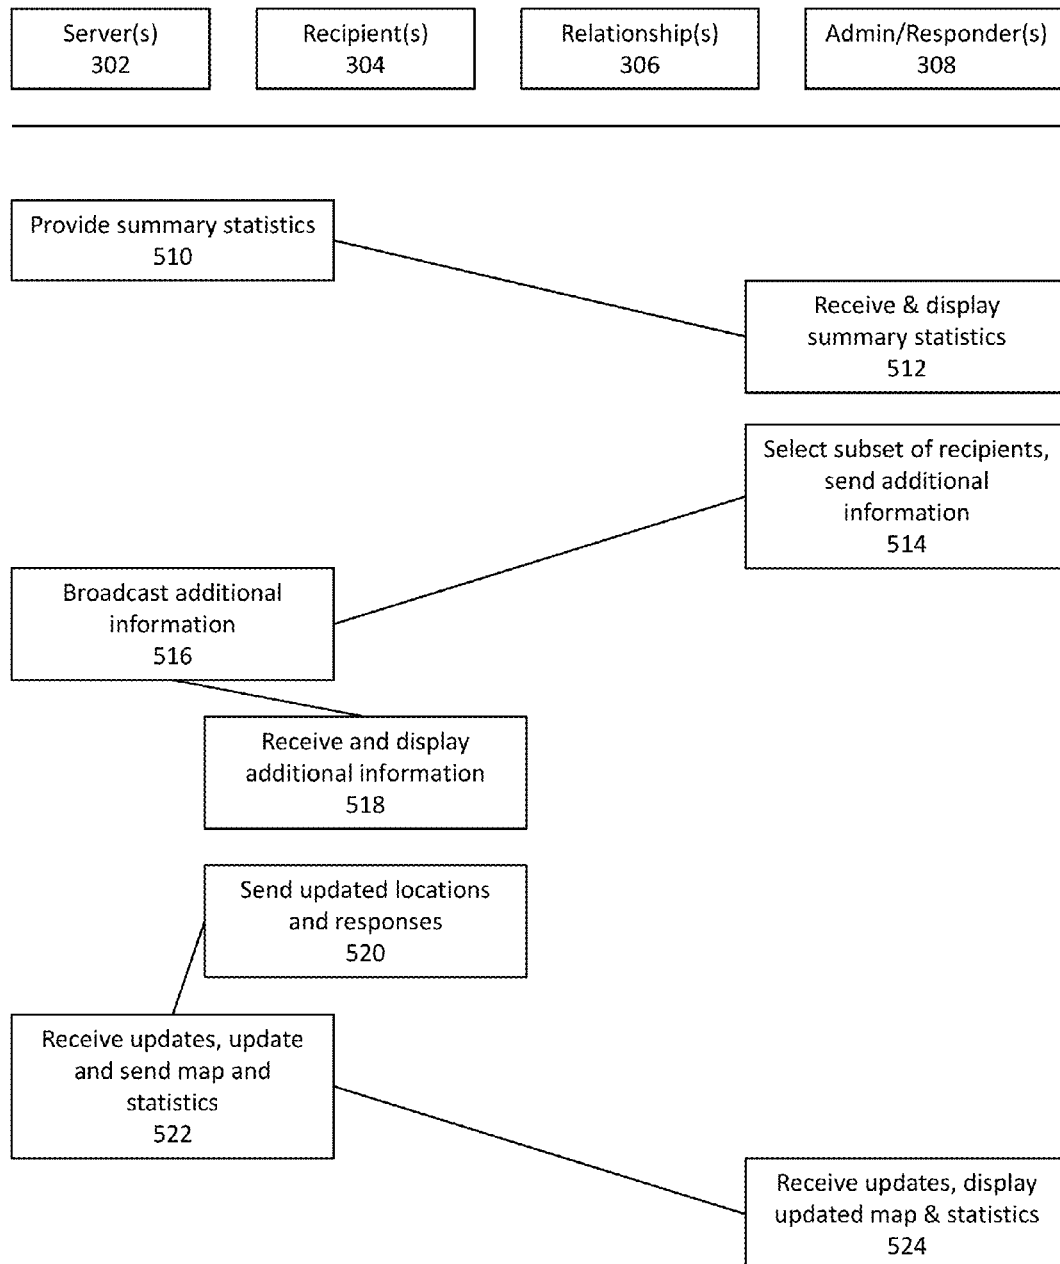 Server(s)
302
Recipient(s)
304
Relationship(s)
306
Admin/Responder(s)
308
Provide summary statistics
510
Receive & display
summary statistics
512
Select subset of recipients,
send additional
information
514
Broadcast additional
information
516
Receive and display
additional information
518
Send updated locations
and responses
520
Receive updates, update
and send map and
statistics
522
Receive updates, display
updated map & statistics
524